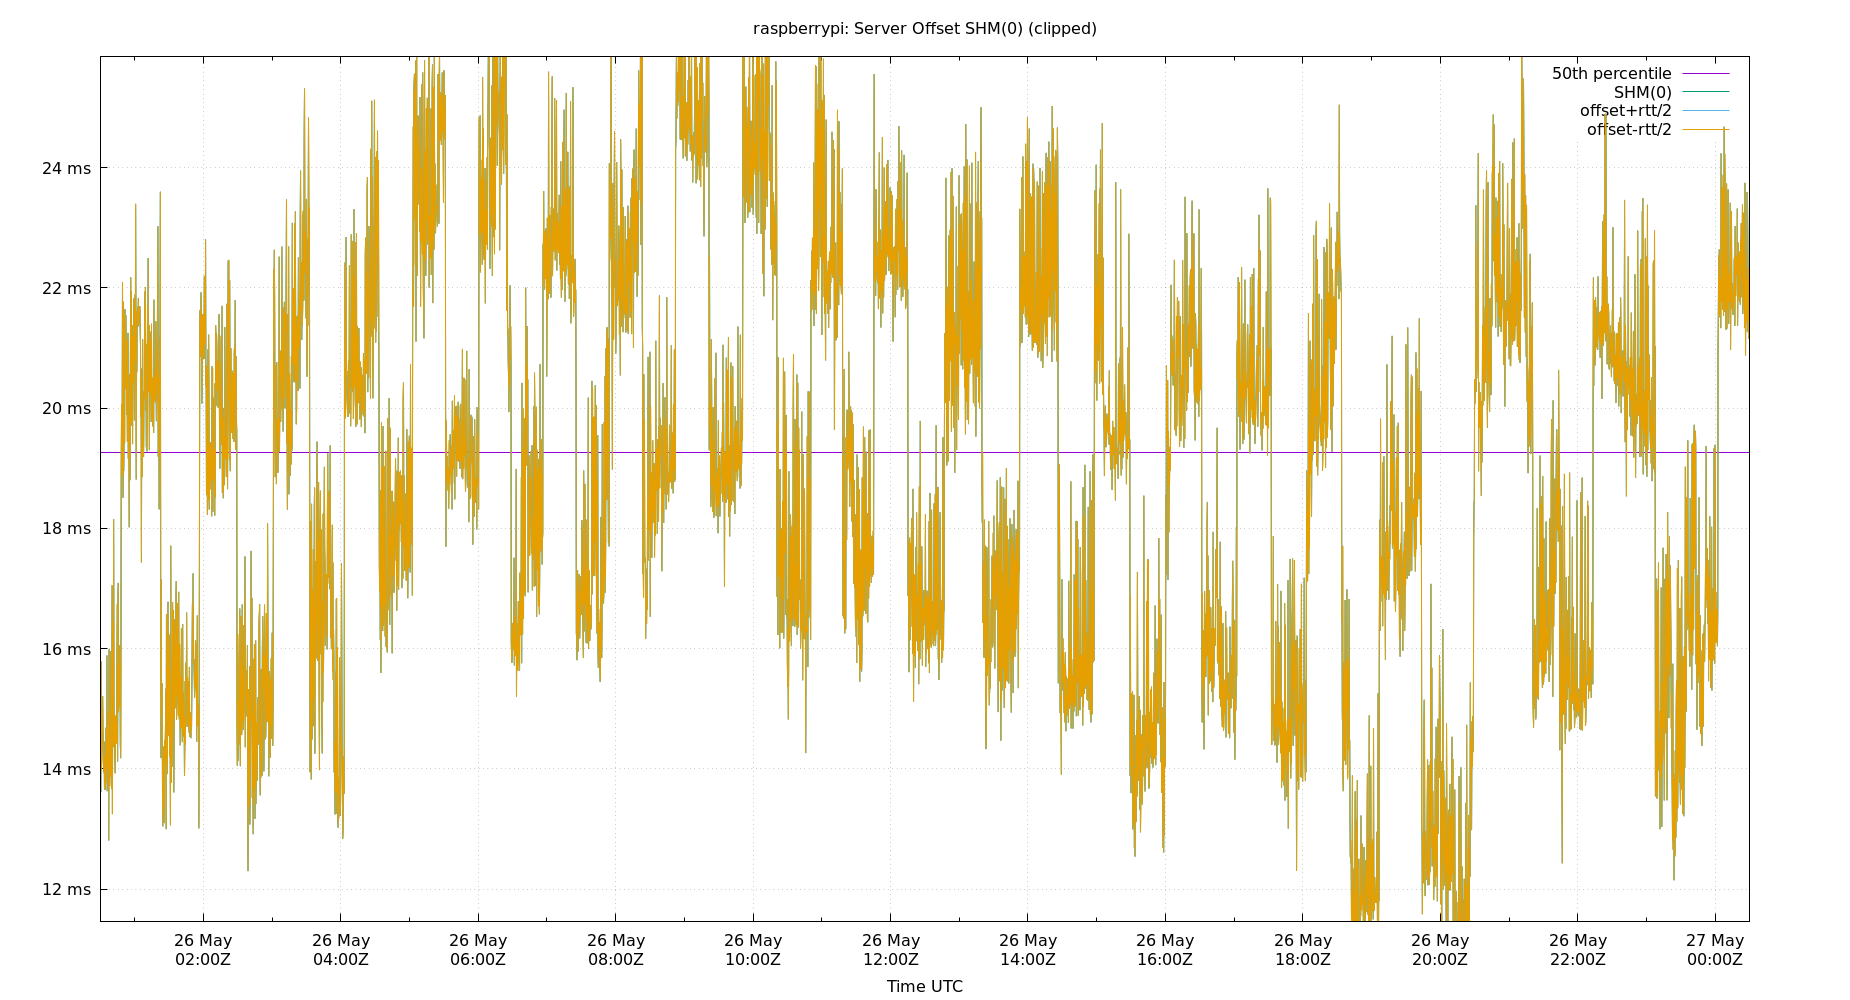 raspberrypi: Server Offset SHM(0) (clipped)
50th percentile
SHM(0)
offset+rtt/2
offset-rtt/2
24 ms
22 ms
20 ms
18 ms
16 ms
14 ms
12 ms
26 May 26 May 26 May 26 May 26 May 26 May 26 May 26 May 26 May 26 May 26 May 27 May
02:00Z 04:00Z 06:00Z 08:00Z 10:00Z 12:00Z 14:00Z 16:00Z 18:00Z 20:00Z 22:00Z 00:00Z
Time UTC